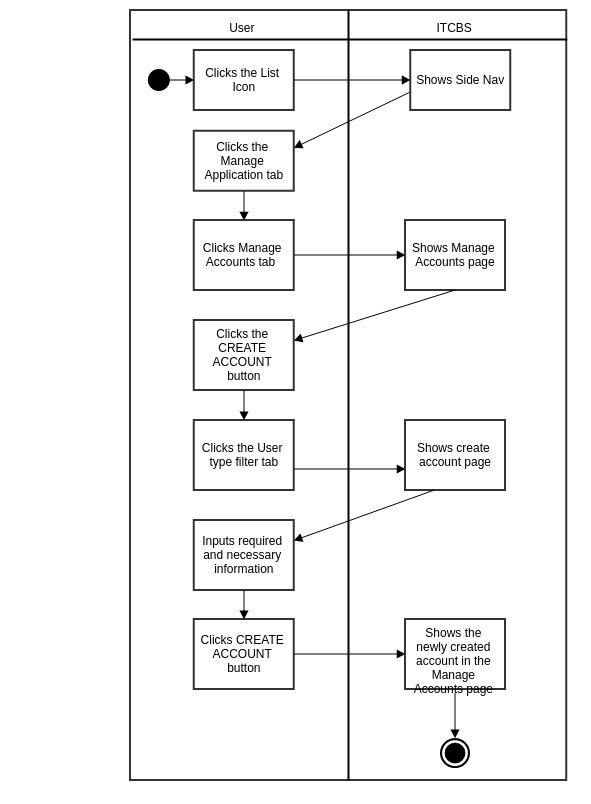 User
ITCBS
Clicks the List
Icon
Shows Side Nav
Clicks the
Manage
Application tab
Clicks Manage
Accounts tab
Shows Manage
Accounts page
Clicks the
CREATE
ACCOUNT
button
Clicks the User
type filter tab
Shows create
account page
Inputs required
and necessary
information
Clicks CREATE
ACCOUNT
button
Shows the
newly created
account in the
Manage
Accounts page